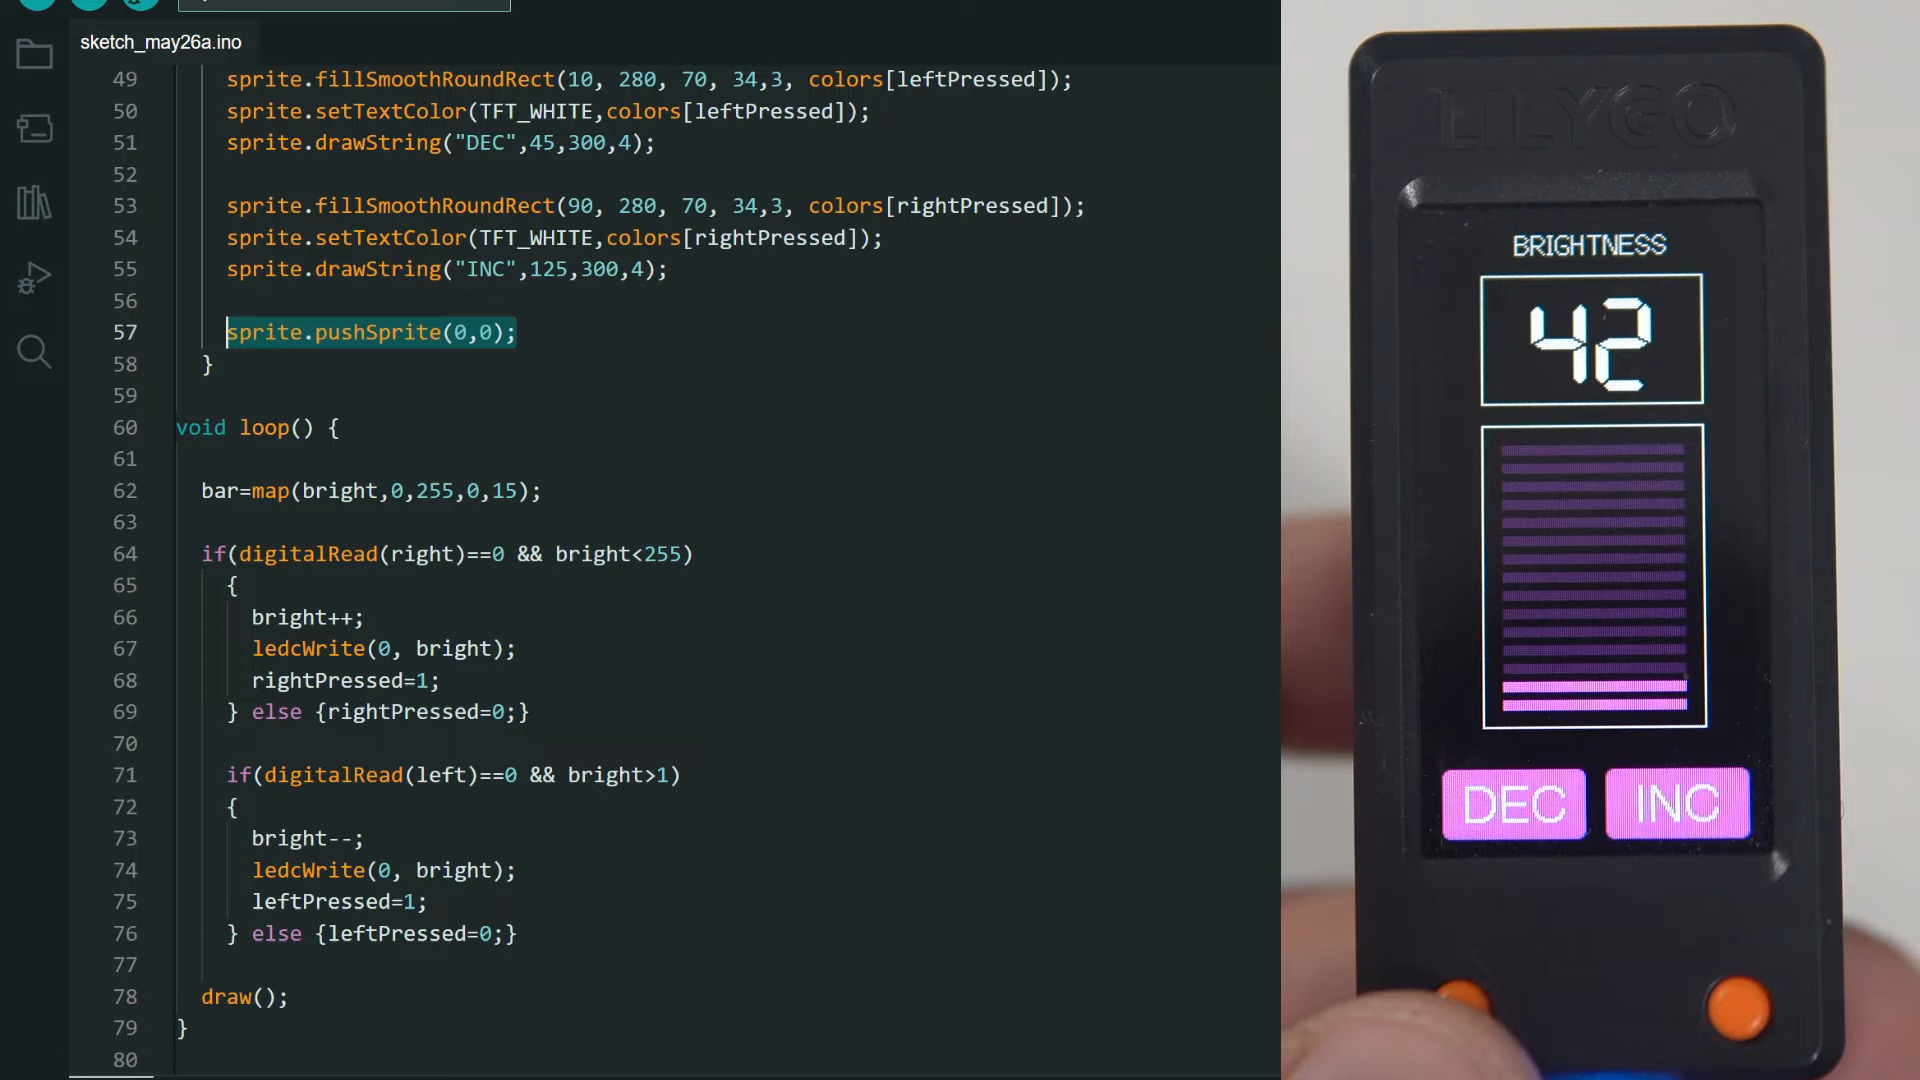 sketch_may26a.ino
49 sprite.fillSmoothRoundRect(10, 280, 70, 34,3, colors[leftPressed]);
50 sprite.setTextColor(TFT_WHITE,colors[leftPressed]);
51 sprite.drawString("DEC",45,300,4);
52
53 sprite.fillSmoothRoundRect(90, 280, 70, 34,3, colors[rightPressed]);
54 sprite.setTextColor(TFT_WHITE,colors[rightPressed]);
55 sprite.drawString("INC",125,300,4);
56
57 sprite.pushSprite(0,0);
58 }
59
60 void loop() {
61
62 bar=map(bright,0,255,0,15);
63
64 if(digitalRead(right)==0 && bright<255)
65 {
66 bright++;
67 ledcWrite(0, bright);
68 rightPressed=1;
69 } else {rightPressed=0;}
70
71 if(digitalRead(left)==0 && bright>1)
72 {
73 bright--;
74 ledcWrite(0, bright);
75 leftPressed=1;
76 } else {leftPressed=0;}
77
78 draw();
79 }
80
LILYGO
BRIGHTNESS
42
DEC INC